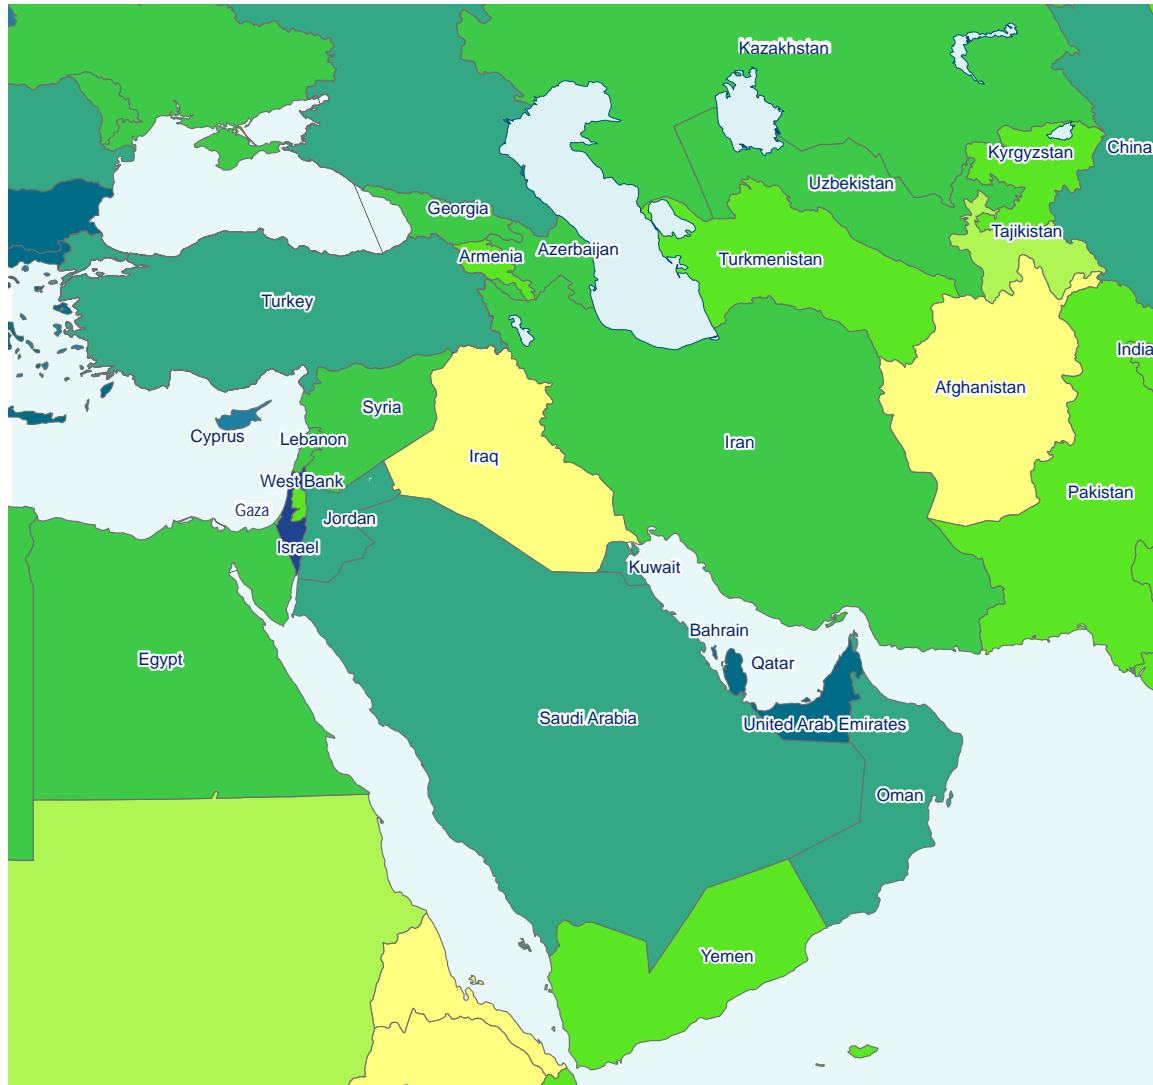 Kazakhstan
China
Kyrgyzstan
Uzbekistan
Georgia
Tajikistan
Azerbaijan
Armenia
Turkmenistan
Turkey
India
Afghanistan
Syria
Cyprus
Lebanon
Iran
Iraq
West Bank
Pakistan
Gaza
Jordan
Israel
Kuwait
Bahrain
Egypt
Qatar
Saudi Arabia
United Arab Emirates
Oman
Yemen